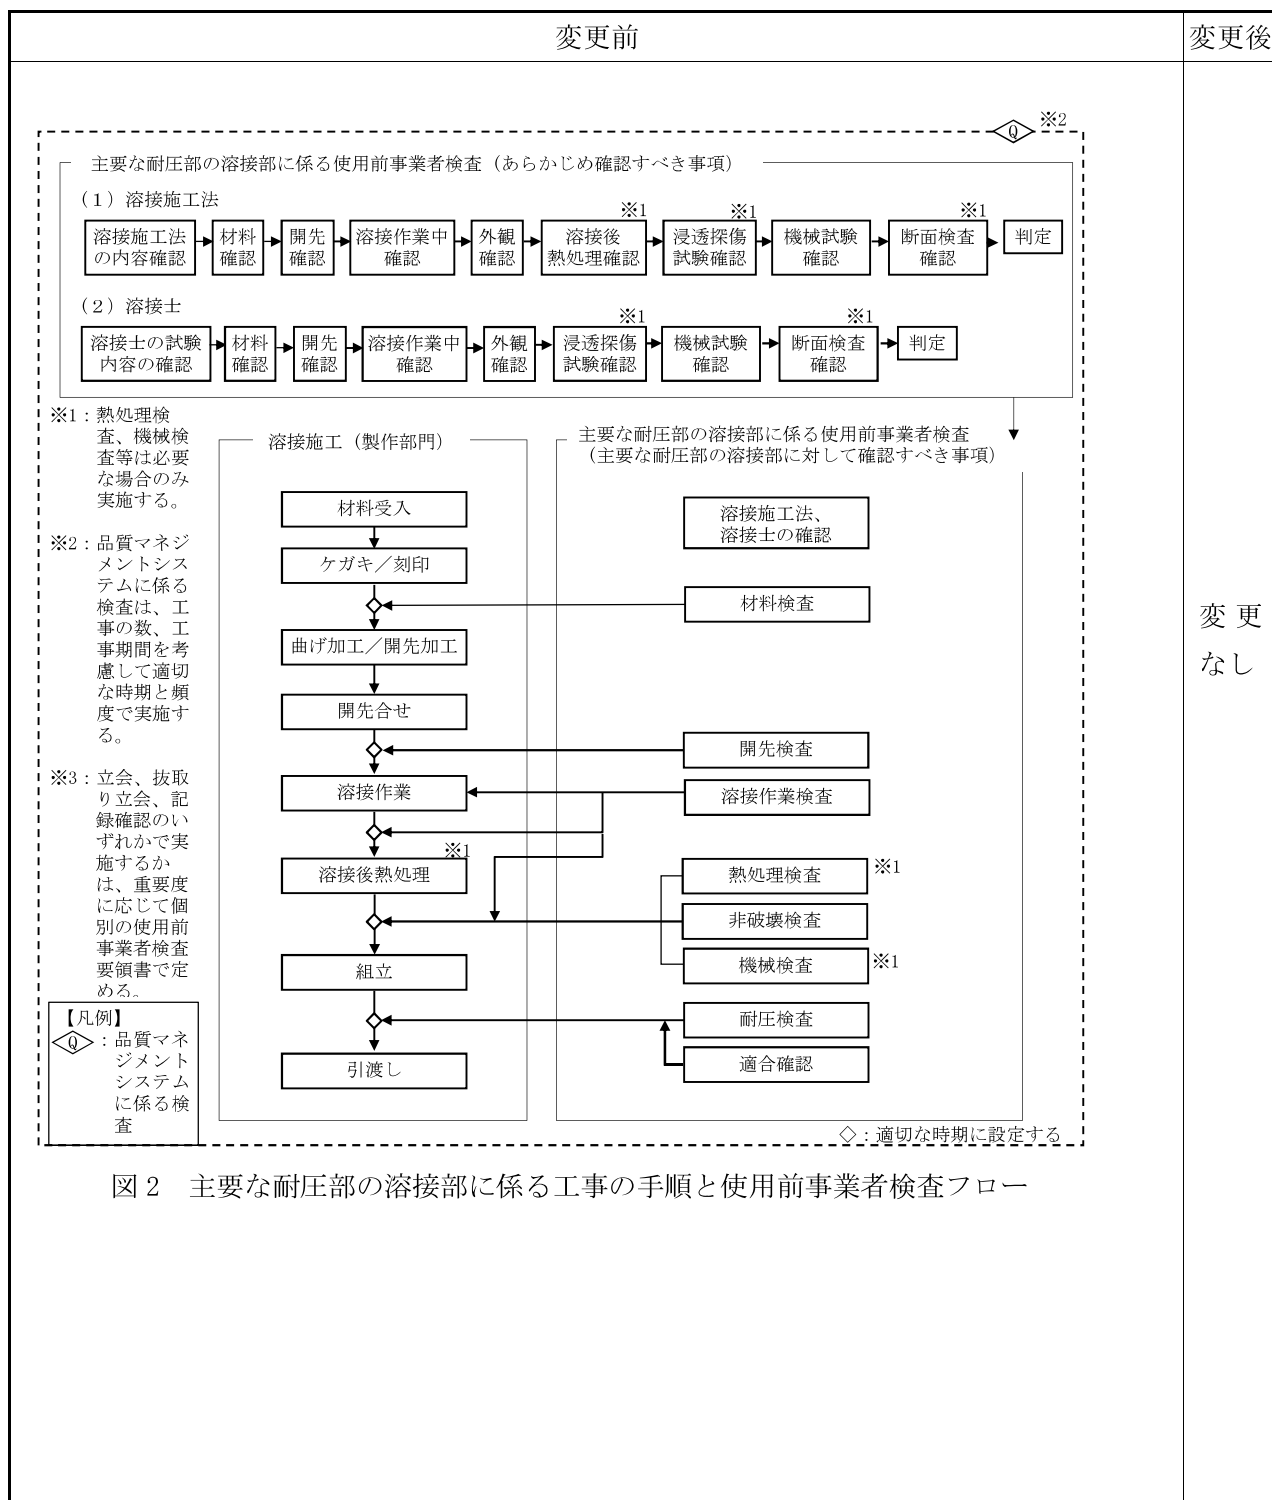 変更前
変更後
Q
※2
主要な耐圧部の溶接部に係る使用前事業者検査（あらかじめ確認すべき事項）
（１）溶接施工法
※1
※1
※1
溶接施工法
の内容確認
材料
確認
開先
確認
溶接作業中
確認
外観
確認
溶接後
熱処理確認
浸透探傷
試験確認
機械試験
確認
断面検査
確認
判定
（２）溶接士
※1
※1
溶接士の試験
内容の確認
材料
確認
開先
確認
溶接作業中
確認
外観
確認
浸透探傷
試験確認
機械試験
確認
断面検査
確認
判定
※1：熱処理検
査、機械検
査等は必要
な場合のみ
実施する。
※2：品質マネジ
メントシス
テムに係る
検査は、工
事の数、工
事期間を考
慮して適切
な時期と頻
度で実施す
る。
※3：立会、抜取
り立会、記
録確認のい
ずれかで実
施するか
は、重要度
に応じて個
別の使用前
事業者検査
要領書で定
める。
【凡例】
Q：品質マネ
ジメント
システム
に係る検
査
溶接施工（製作部門）
材料受入
ケガキ／刻印
曲げ加工／開先加工
開先合せ
溶接作業
※1
溶接後熱処理
組立
引渡し
主要な耐圧部の溶接部に係る使用前事業者検査
（主要な耐圧部の溶接部に対して確認すべき事項）
溶接施工法、
溶接士の確認
材料検査
開先検査
溶接作業検査
熱処理検査
※1
非破壊検査
機械検査
※1
耐圧検査
適合確認
◇：適切な時期に設定する
図２　主要な耐圧部の溶接部に係る工事の手順と使用前事業者検査フロー
変更
なし